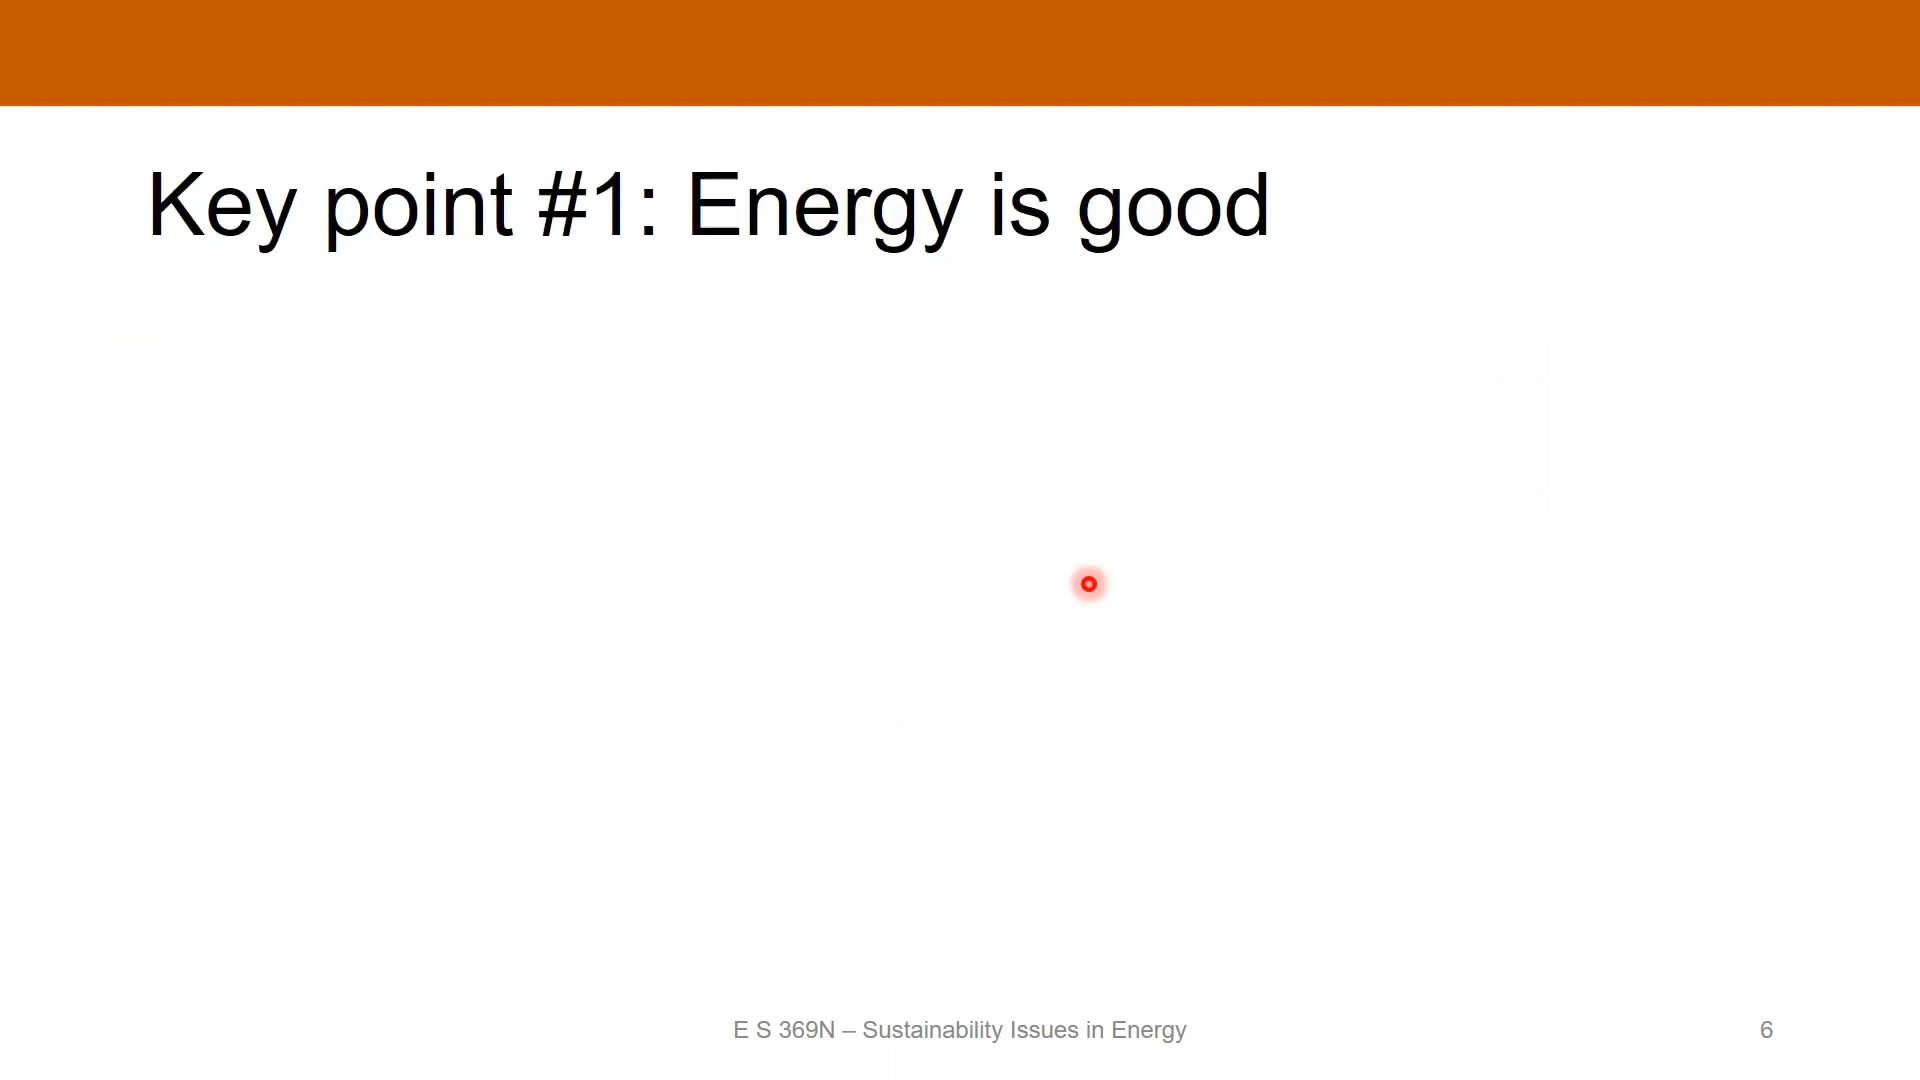 Key point #1: Energy is good
E S 369N – Sustainability Issues in Energy
6